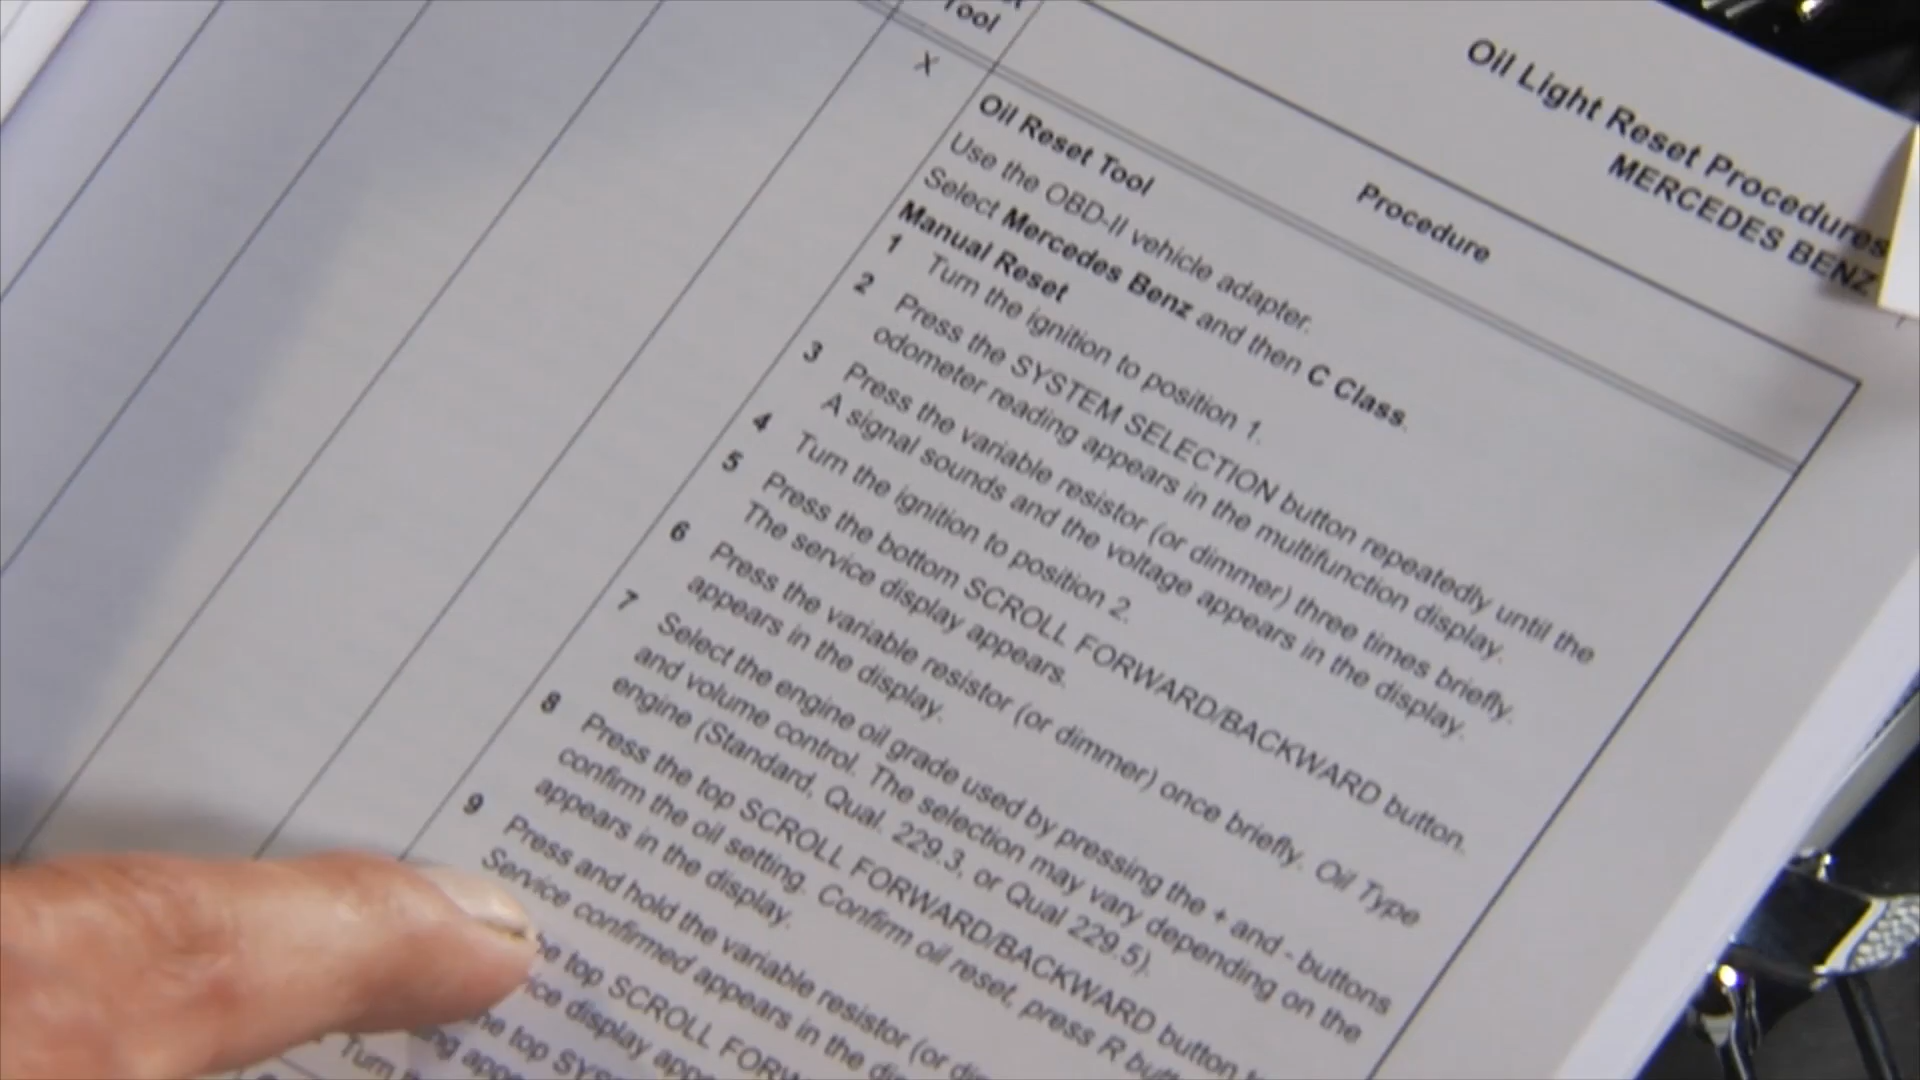 Oil Light Reset Procedures
MERCEDES BENZ
Tool
Procedure
X
Oil Reset Tool
Use the OBD-II vehicle adapter.
Select Mercedes Benz and then C Class.
Manual Reset
1 Turn the ignition to position 1.
2 Press the SYSTEM SELECTION button repeatedly until the
odometer reading appears in the multifunction display.
3 Press the variable resistor (or dimmer) three times briefly.
A signal sounds and the voltage appears in the display.
4 Turn the ignition to position 2.
5 Press the bottom SCROLL FORWARD/BACKWARD button.
The service display appears.
6 Press the variable resistor (or dimmer) once briefly. Oil Type
appears in the display.
7 Select the engine oil grade used by pressing the + and - buttons
and volume control. The selection may vary depending on the
engine (Standard, Qual. 229.3, or Qual 229.5).
8 Press the top SCROLL FORWARD/BACKWARD button to
confirm the oil setting. Confirm oil reset, press R
appears in the display.
9 Press and hold the variable resistor (or
Service confirmed appears in the
top SCROLL
display
the top
Turn